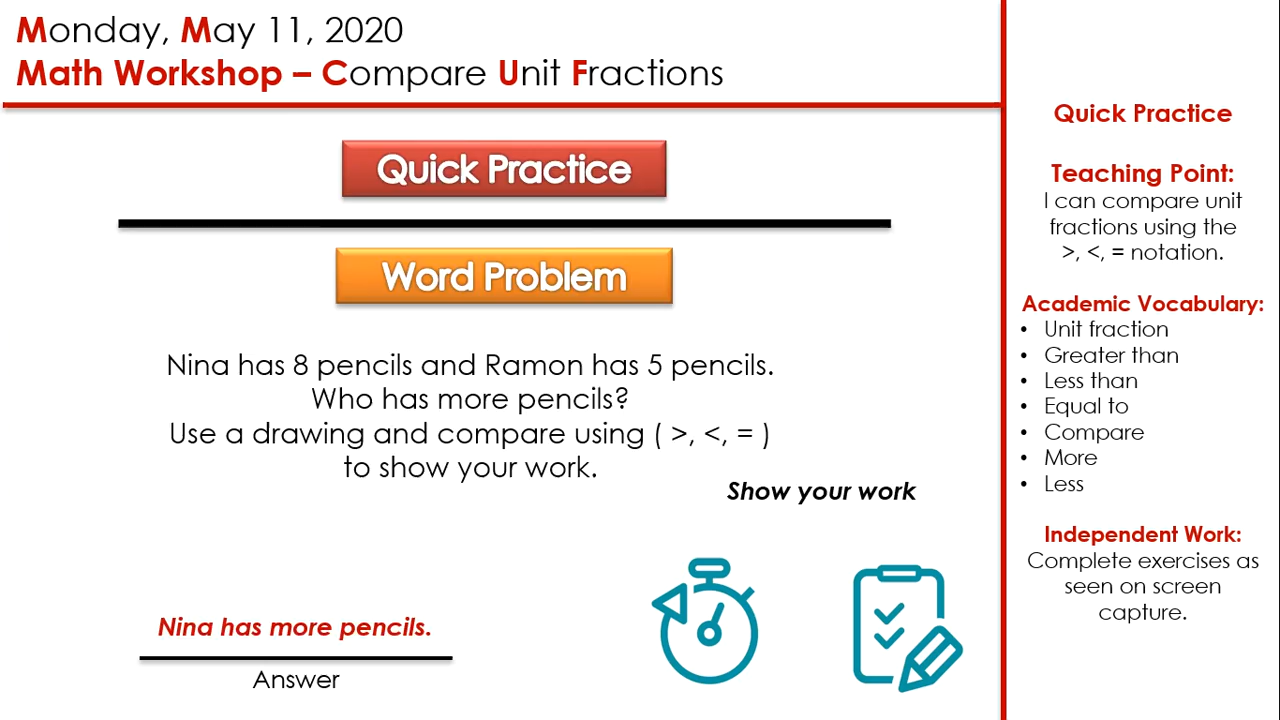 Monday, May 11, 2020
Math Workshop – Compare Unit Fractions
Quick Practice
Word Problem
Nina has 8 pencils and Ramon has 5 pencils.
Who has more pencils?
Use a drawing and compare using ( >, <, = )
to show your work.
Show your work
Nina has more pencils.
Answer
Quick Practice
Teaching Point:
I can compare unit
fractions using the
>, <, = notation.
Academic Vocabulary:
• Unit fraction
• Greater than
• Less than
• Equal to
• Compare
• More
• Less
Independent Work:
Complete exercises as
seen on screen
capture.